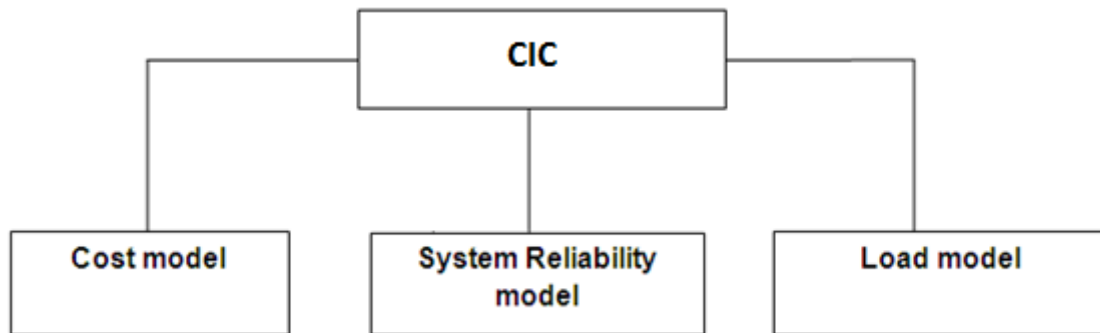 CIC
Cost model
System Reliability
model
Load model